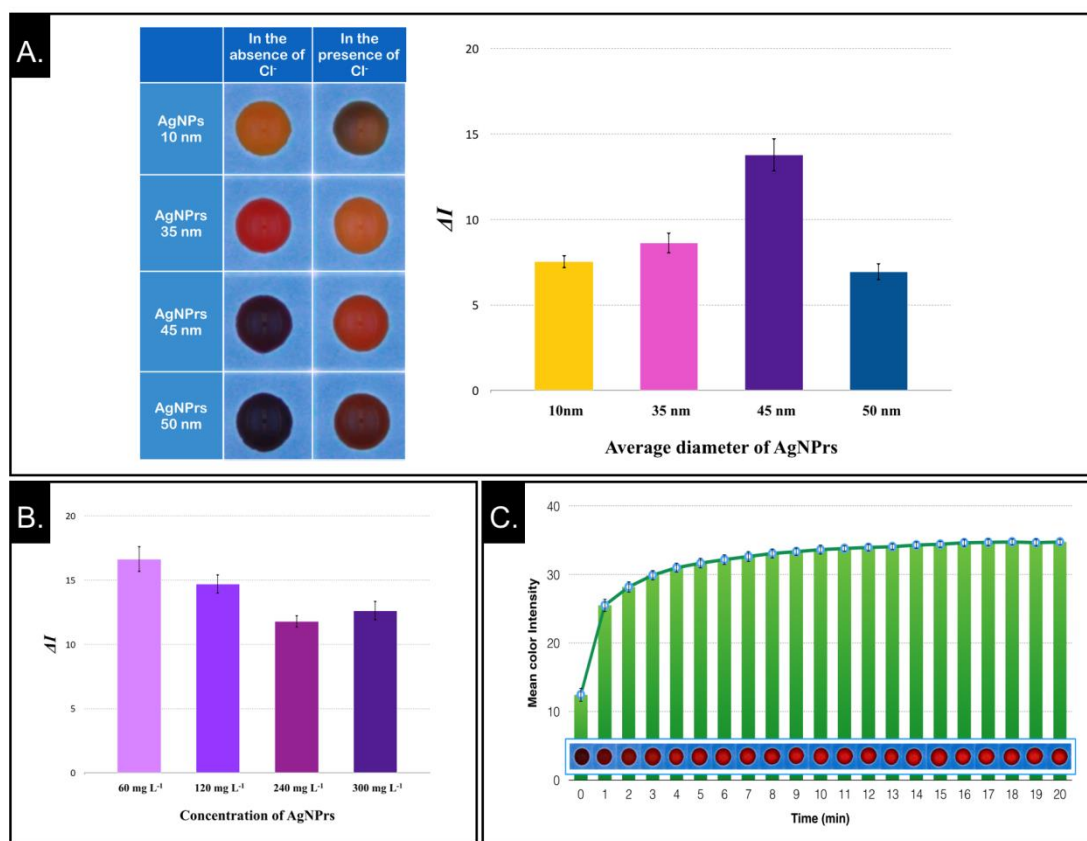 A.
In the
absence of
Cl⁻
In the
presence of
Cl⁻
AgNPs
10 nm
AgNPrs
35 nm
AgNPrs
45 nm
AgNPrs
50 nm
20
15
10
5
0
ΔI
10nm 35 nm 45 nm 50 nm
Average diameter of AgNPrs
B.
20
15
10
5
0
ΔI
60 mg L⁻¹ 120 mg L⁻¹ 240 mg L⁻¹ 300 mg L⁻¹
Concentration of AgNPrs
C.
40
30
20
10
0
Mean color Intensity
0 1 2 3 4 5 6 7 8 9 10 11 12 13 14 15 16 17 18 19 20
Time (min)